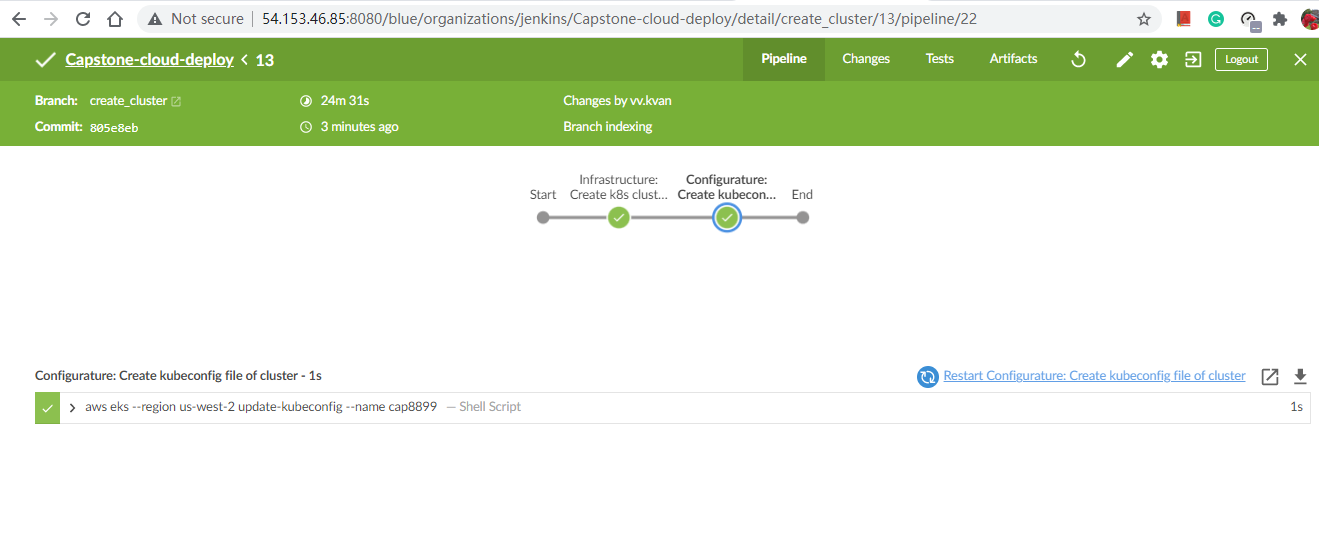 Not secure | 54.153.46.85:8080/blue/organizations/jenkins/Capstone-cloud-deploy/detail/create_cluster/13/pipeline/22
Capstone-cloud-deploy < 13 Pipeline Changes Tests Artifacts Logout
Branch: create_cluster 24m 31s Changes by vv.kvan
Commit: 805e8eb 3 minutes ago Branch indexing
Infrastructure: Configurature:
Start Create k8s clust... Create kubecon... End
Configurature: Create kubeconfig file of cluster - 1s Restart Configurature: Create kubeconfig file of cluster
aws eks --region us-west-2 update-kubeconfig --name cap8899 — Shell Script 1s